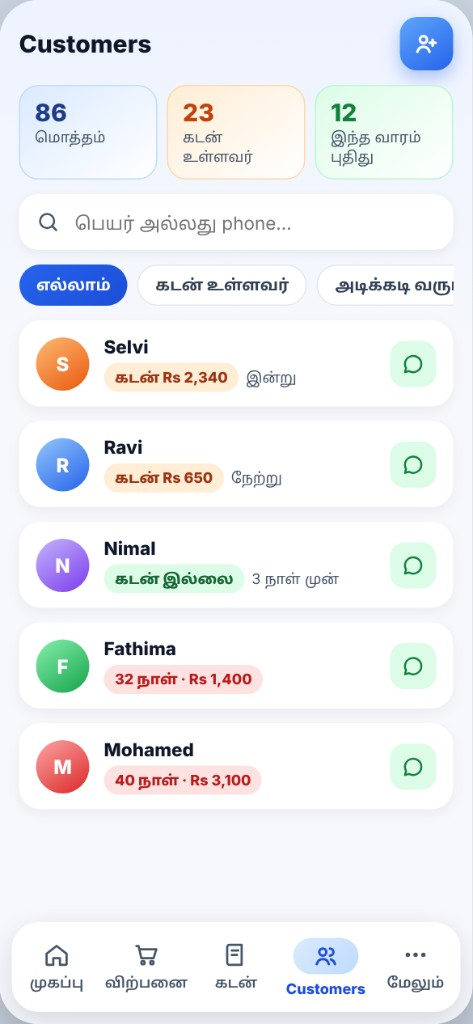 Customers
86
மொத்தம்
23
கடன்
உள்ளவர்
12
இந்த வாரம்
புதிது
பெயர் அல்லது phone...
எல்லாம்
கடன் உள்ளவர்
அடிக்கடி
Selvi
S
கடன் Rs 2,340 இன்று
Ravi
R
கடன் Rs 650 நேற்று
Nimal
N
கடன் இல்லை 3 நாள் முன்
Fathima
F
32 நாள் · Rs 1,400
Mohamed
M
40 நாள் · Rs 3,100
முகப்பு
விற்பனை
கடன்
Customers
மேலும்